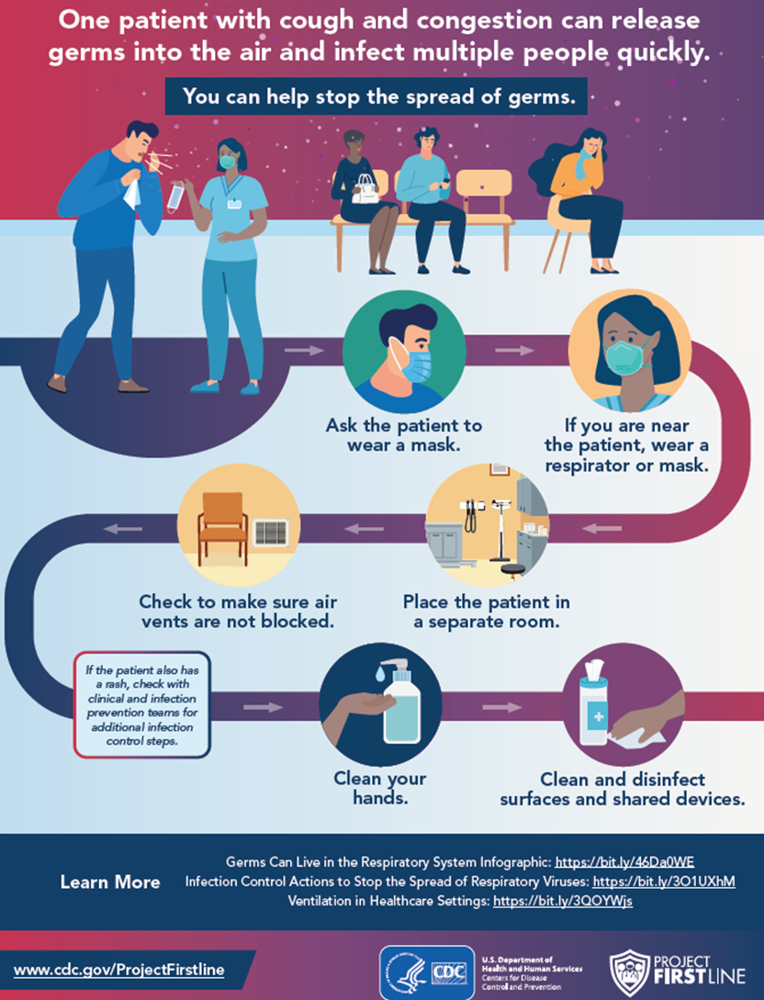 One patient with cough and congestion can release
germs into the air and infect multiple people quickly.
You can help stop the spread of germs.
Ask the patient to
wear a mask.
If you are near
the patient, wear a
respirator or mask.
Place the patient in
a separate room.
Check to make sure air
vents are not blocked.
If the patient also has
a rash, check with
clinical and infection
prevention teams for
additional infection
control steps.
Clean your
hands.
Clean and disinfect
surfaces and shared devices.
Learn More
Germs Can Live in the Respiratory System Infographic: https://bit.ly/46Da0WE
Infection Control Actions to Stop the Spread of Respiratory Viruses: https://bit.ly/3O1UXhM
Ventilation in Healthcare Settings: https://bit.ly/3QOYWjs
www.cdc.gov/ProjectFirstline
CDC
U.S. Department of
Health and Human Services
Centers for Disease
Control and Prevention
PROJECT
FIRSTLINE